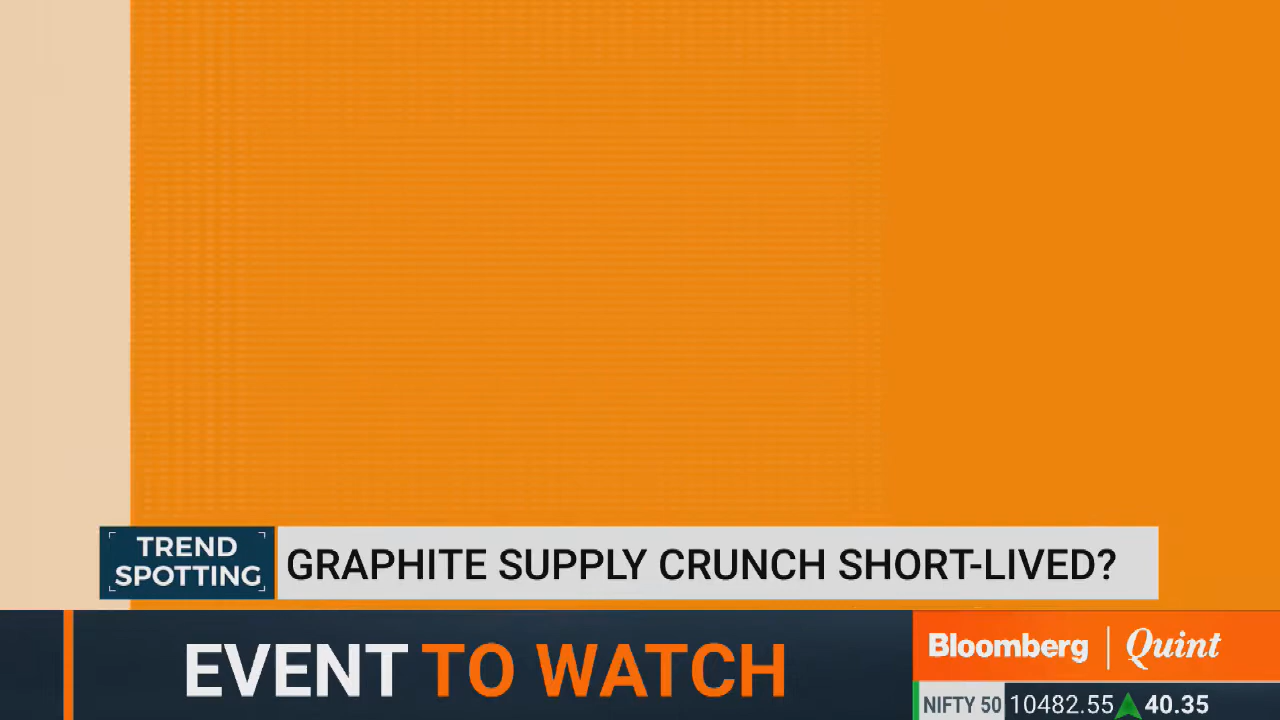 TREND
SPOTTING
GRAPHITE SUPPLY CRUNCH SHORT-LIVED?
EVENT TO WATCH
Bloomberg | Quint
NIFTY 50 10482.55 ▲ 40.35